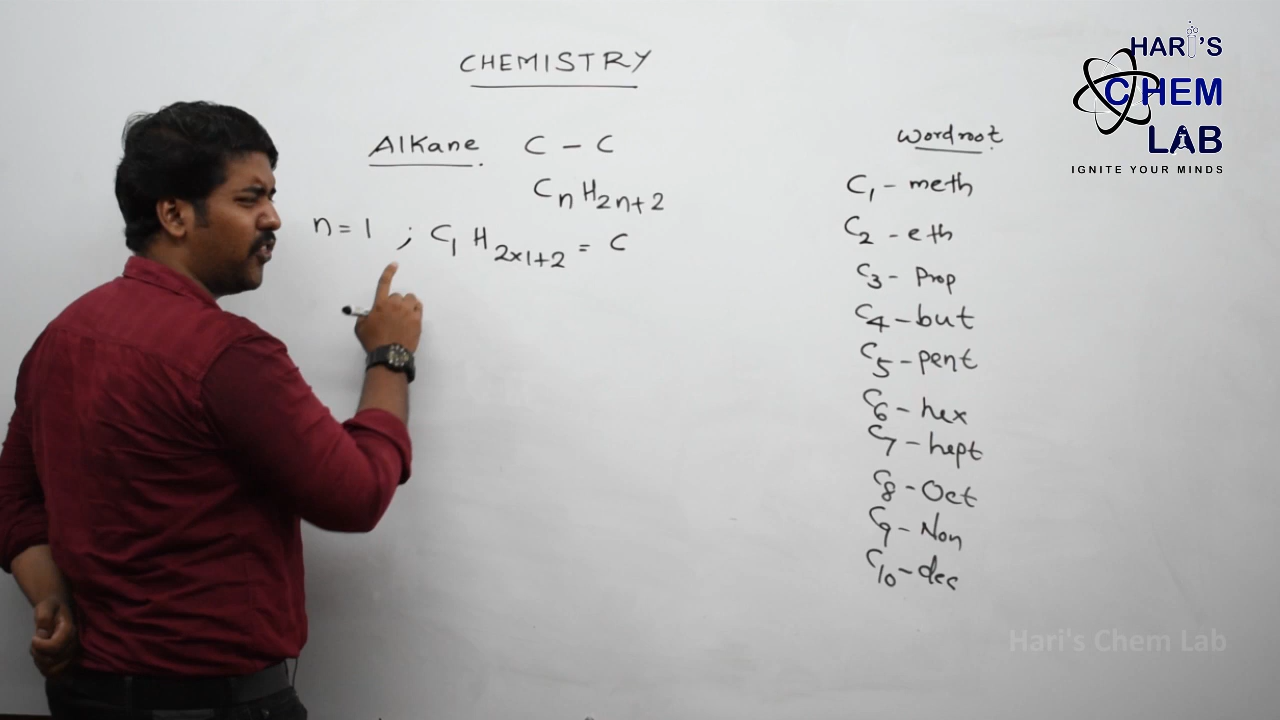 CHEMISTRY
Alkane. C - C
CnH2n+2
n=1 ; C1 H2x1+2 = C
Wordroot.
C1 - meth
C2 - eth
C3 - Prop
C4 - but
C5 - pent
C6 - hex
C7 - hept
C8 - Oct
C9 - Non
C10 - dec
HARI'S
CHEM
LAB
IGNITE YOUR MINDS
Hari's Chem Lab